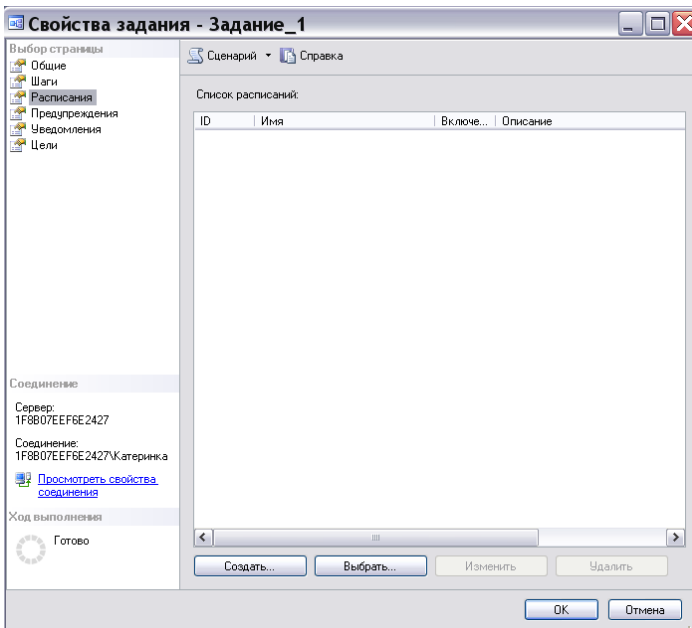 Свойства задания - Задание_1
Выбор страницы
Общие
Шаги
Расписания
Предупреждения
Уведомления
Цели
Сценарий
Справка
Список расписаний:
ID Имя Включе... Описание
Соединение
Сервер:
1F8B07EEF6E2427
Соединение:
1F8B07EEF6E2427\Катеринка
Просмотреть свойства
соединения
Ход выполнения
Готово
Создать... Выбрать... Изменить Удалить
OK Отмена